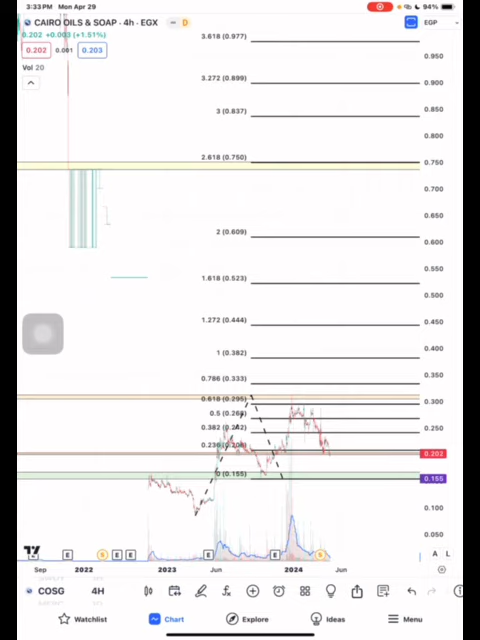 3:33 PM Mon Apr 29
94%
CAIRO OILS & SOAP · 4h · EGX
D
EGP
0.202 +0.003 (+1.51%)
0.202 0.001 0.203
Vol 20
3.618 (0.977)
0.950
3.272 (0.899)
0.900
0.850
3 (0.837)
0.800
2.618 (0.750)
0.750
0.700
0.650
2 (0.609)
0.600
0.550
1.618 (0.523)
0.500
1.272 (0.444)
0.450
0.400
1 (0.382)
0.350
0.786 (0.333)
0.618 (0.295)
0.300
0.5 (0.268)
0.250
0.382 (0.242)
0.202
0 (0.155)
0.155
0.100
0.050
E S E E E E S
A L
Sep 2022 2023 Jun 2024 Jun
COSG 4H
Watchlist Chart Explore Ideas Menu